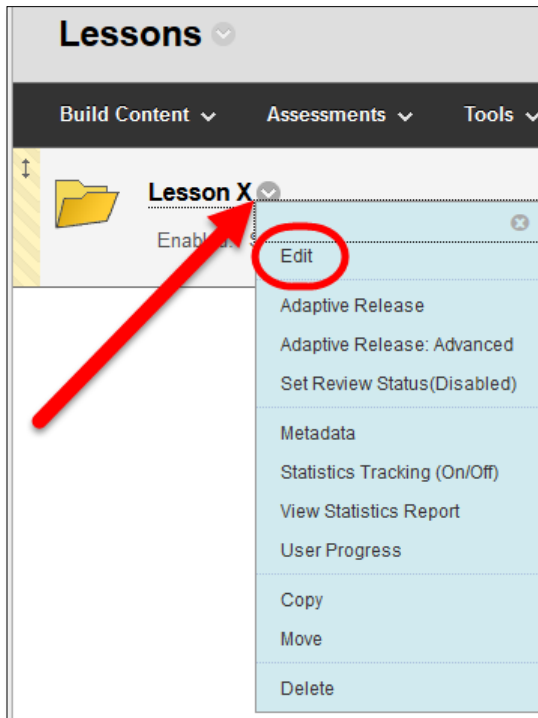 Lessons
Build Content Assessments Tools
Lesson X
Enabled:
Edit
Adaptive Release
Adaptive Release: Advanced
Set Review Status(Disabled)
Metadata
Statistics Tracking (On/Off)
View Statistics Report
User Progress
Copy
Move
Delete